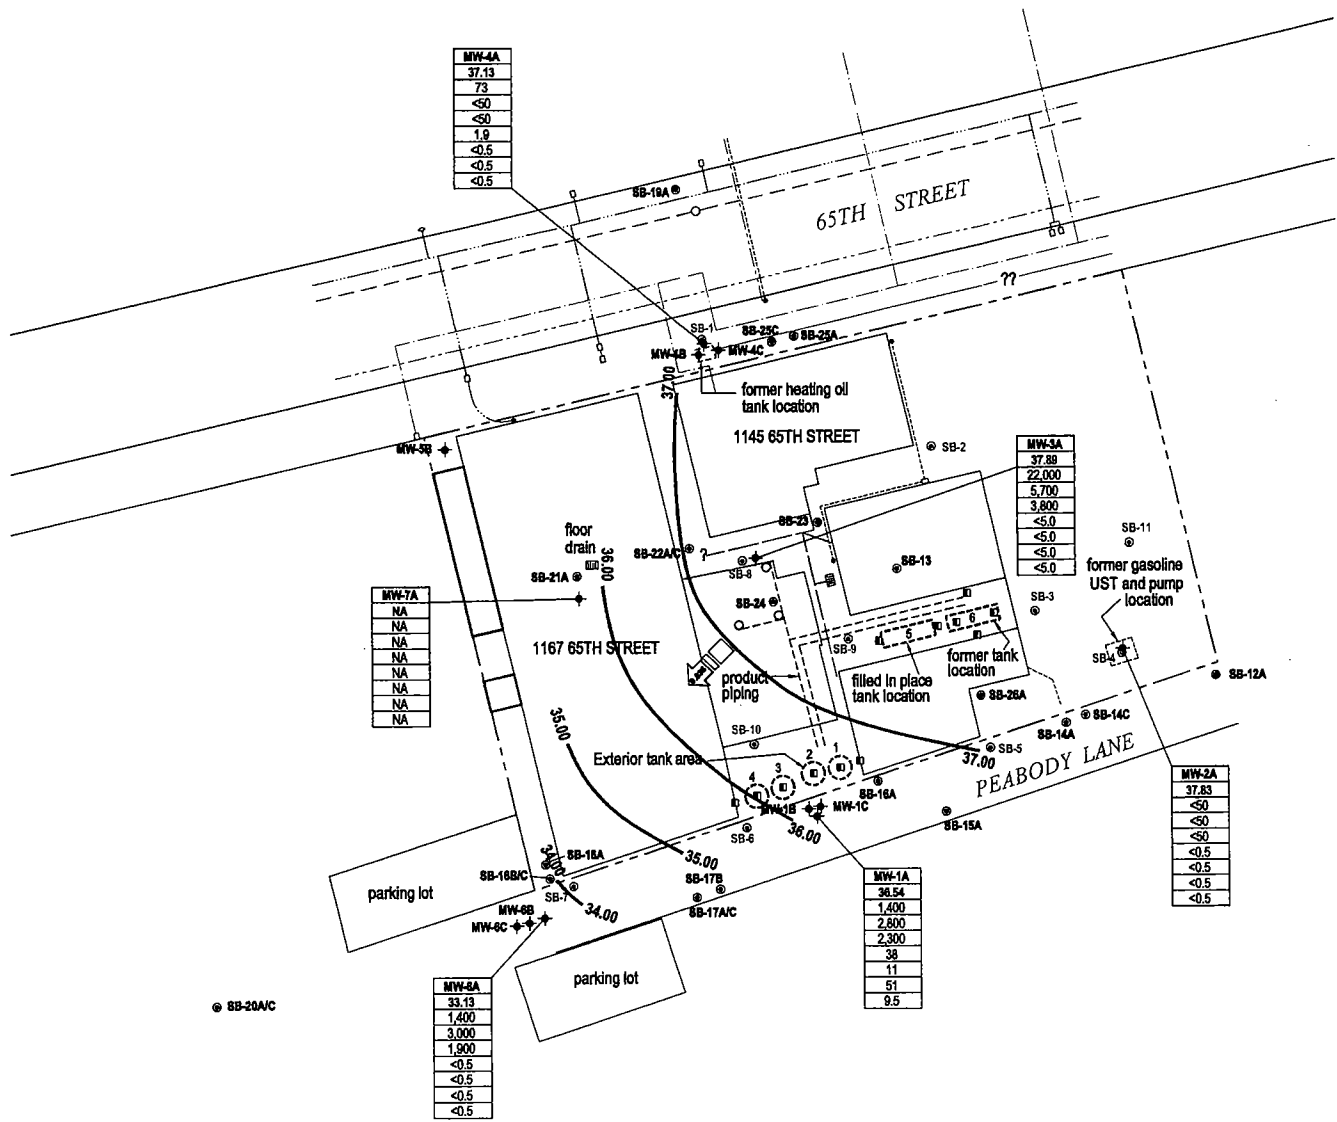 MW-4A
37.13
73
<50
<50
1.9
<0.5
<0.5
<0.5
SB-19A
65TH STREET
??
SB-1
SB-25C
SB-25A
MW-4B
MW-4C
37.00
former heating oil
tank location
1145 65TH STREET
MW-5B
SB-2
MW-3A
37.89
22,000
5,700
3,800
<5.0
<5.0
<5.0
<5.0
SB-23
floor
drain
SB-22A/C
?
SB-8
SB-13
SB-11
36.00
SB-21A
former gasoline
UST and pump
location
MW-7A
NA
NA
NA
NA
NA
NA
NA
NA
SB-24
SB-3
5
6
SB-9
1167 65TH STREET
SB-4
former tank
location
product
piping
filled in place
tank location
SB-12A
SB-26A
SB-14C
SB-14A
35.00
SB-10
SB-5
37.00
PEABODY LANE
Exterior tank area
1
2
3
4
SB-16A
MW-1B
MW-1C
SB-15A
MW-2A
37.83
<50
<50
<50
<0.5
<0.5
<0.5
<0.5
SB-6
36.00
34.00
SB-18A
35.00
SB-18B/C
SB-7
SB-17B
SB-17A/C
MW-1A
36.54
1,400
2,800
2,300
38
11
51
9.5
parking lot
34.00
MW-6B
MW-6C
parking lot
MW-6A
33.13
1,400
3,000
1,900
<0.5
<0.5
<0.5
<0.5
SB-20A/C